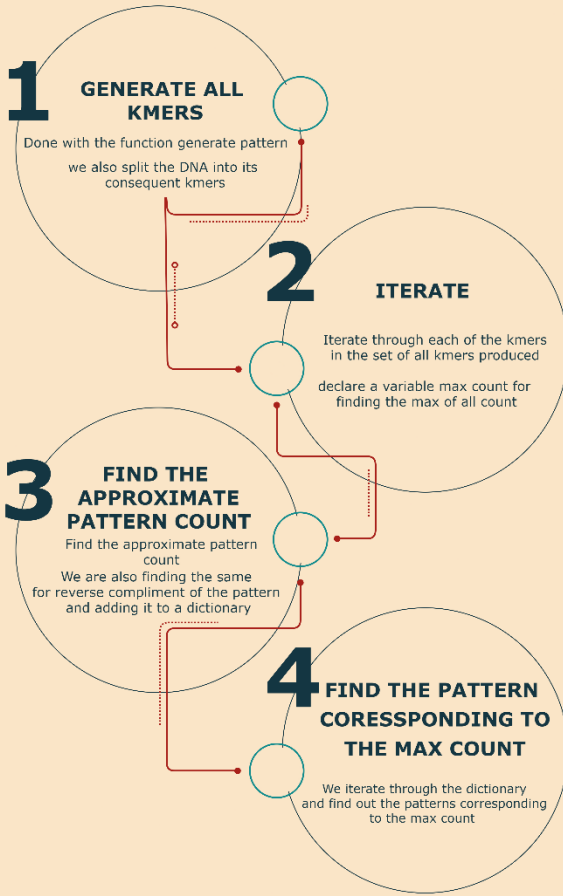 1
GENERATE ALL
KMERS
Done with the function generate pattern
we also split the DNA into its
consequent kmers
2
ITERATE
Iterate through each of the kmers
in the set of all kmers produced
declare a variable max count for
finding the max of all count
3
FIND THE
APPROXIMATE
PATTERN COUNT
Find the approximate pattern
count
We are also finding the same
for reverse compliment of the pattern
and adding it to a dictionary
4
FIND THE PATTERN
CORESSPONDING TO
THE MAX COUNT
We iterate through the dictionary
and find out the patterns corresponding
to the max count